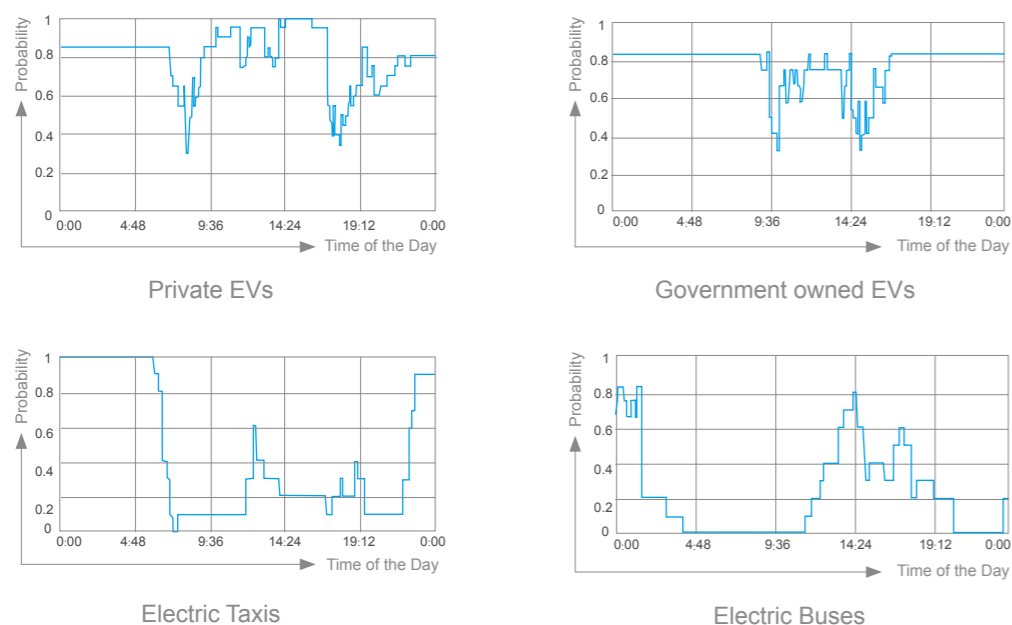 Probability
1
0.8
0.6
0.4
0.2
0
0:00 4:48 9:36 14:24 19:12 0:00
Time of the Day
Private EVs
Probability
1
0.8
0.6
0.4
0.2
0
0:00 4:48 9:36 14:24 19:12 0:00
Time of the Day
Government owned EVs
Probability
1
0.8
0.6
0.4
0.2
0
0:00 4:48 9:36 14:24 19:12 0:00
Time of the Day
Electric Taxis
Probability
1
0.8
0.6
0.4
0.2
0
0:00 4:48 9:36 14:24 19:12 0:00
Time of the Day
Electric Buses